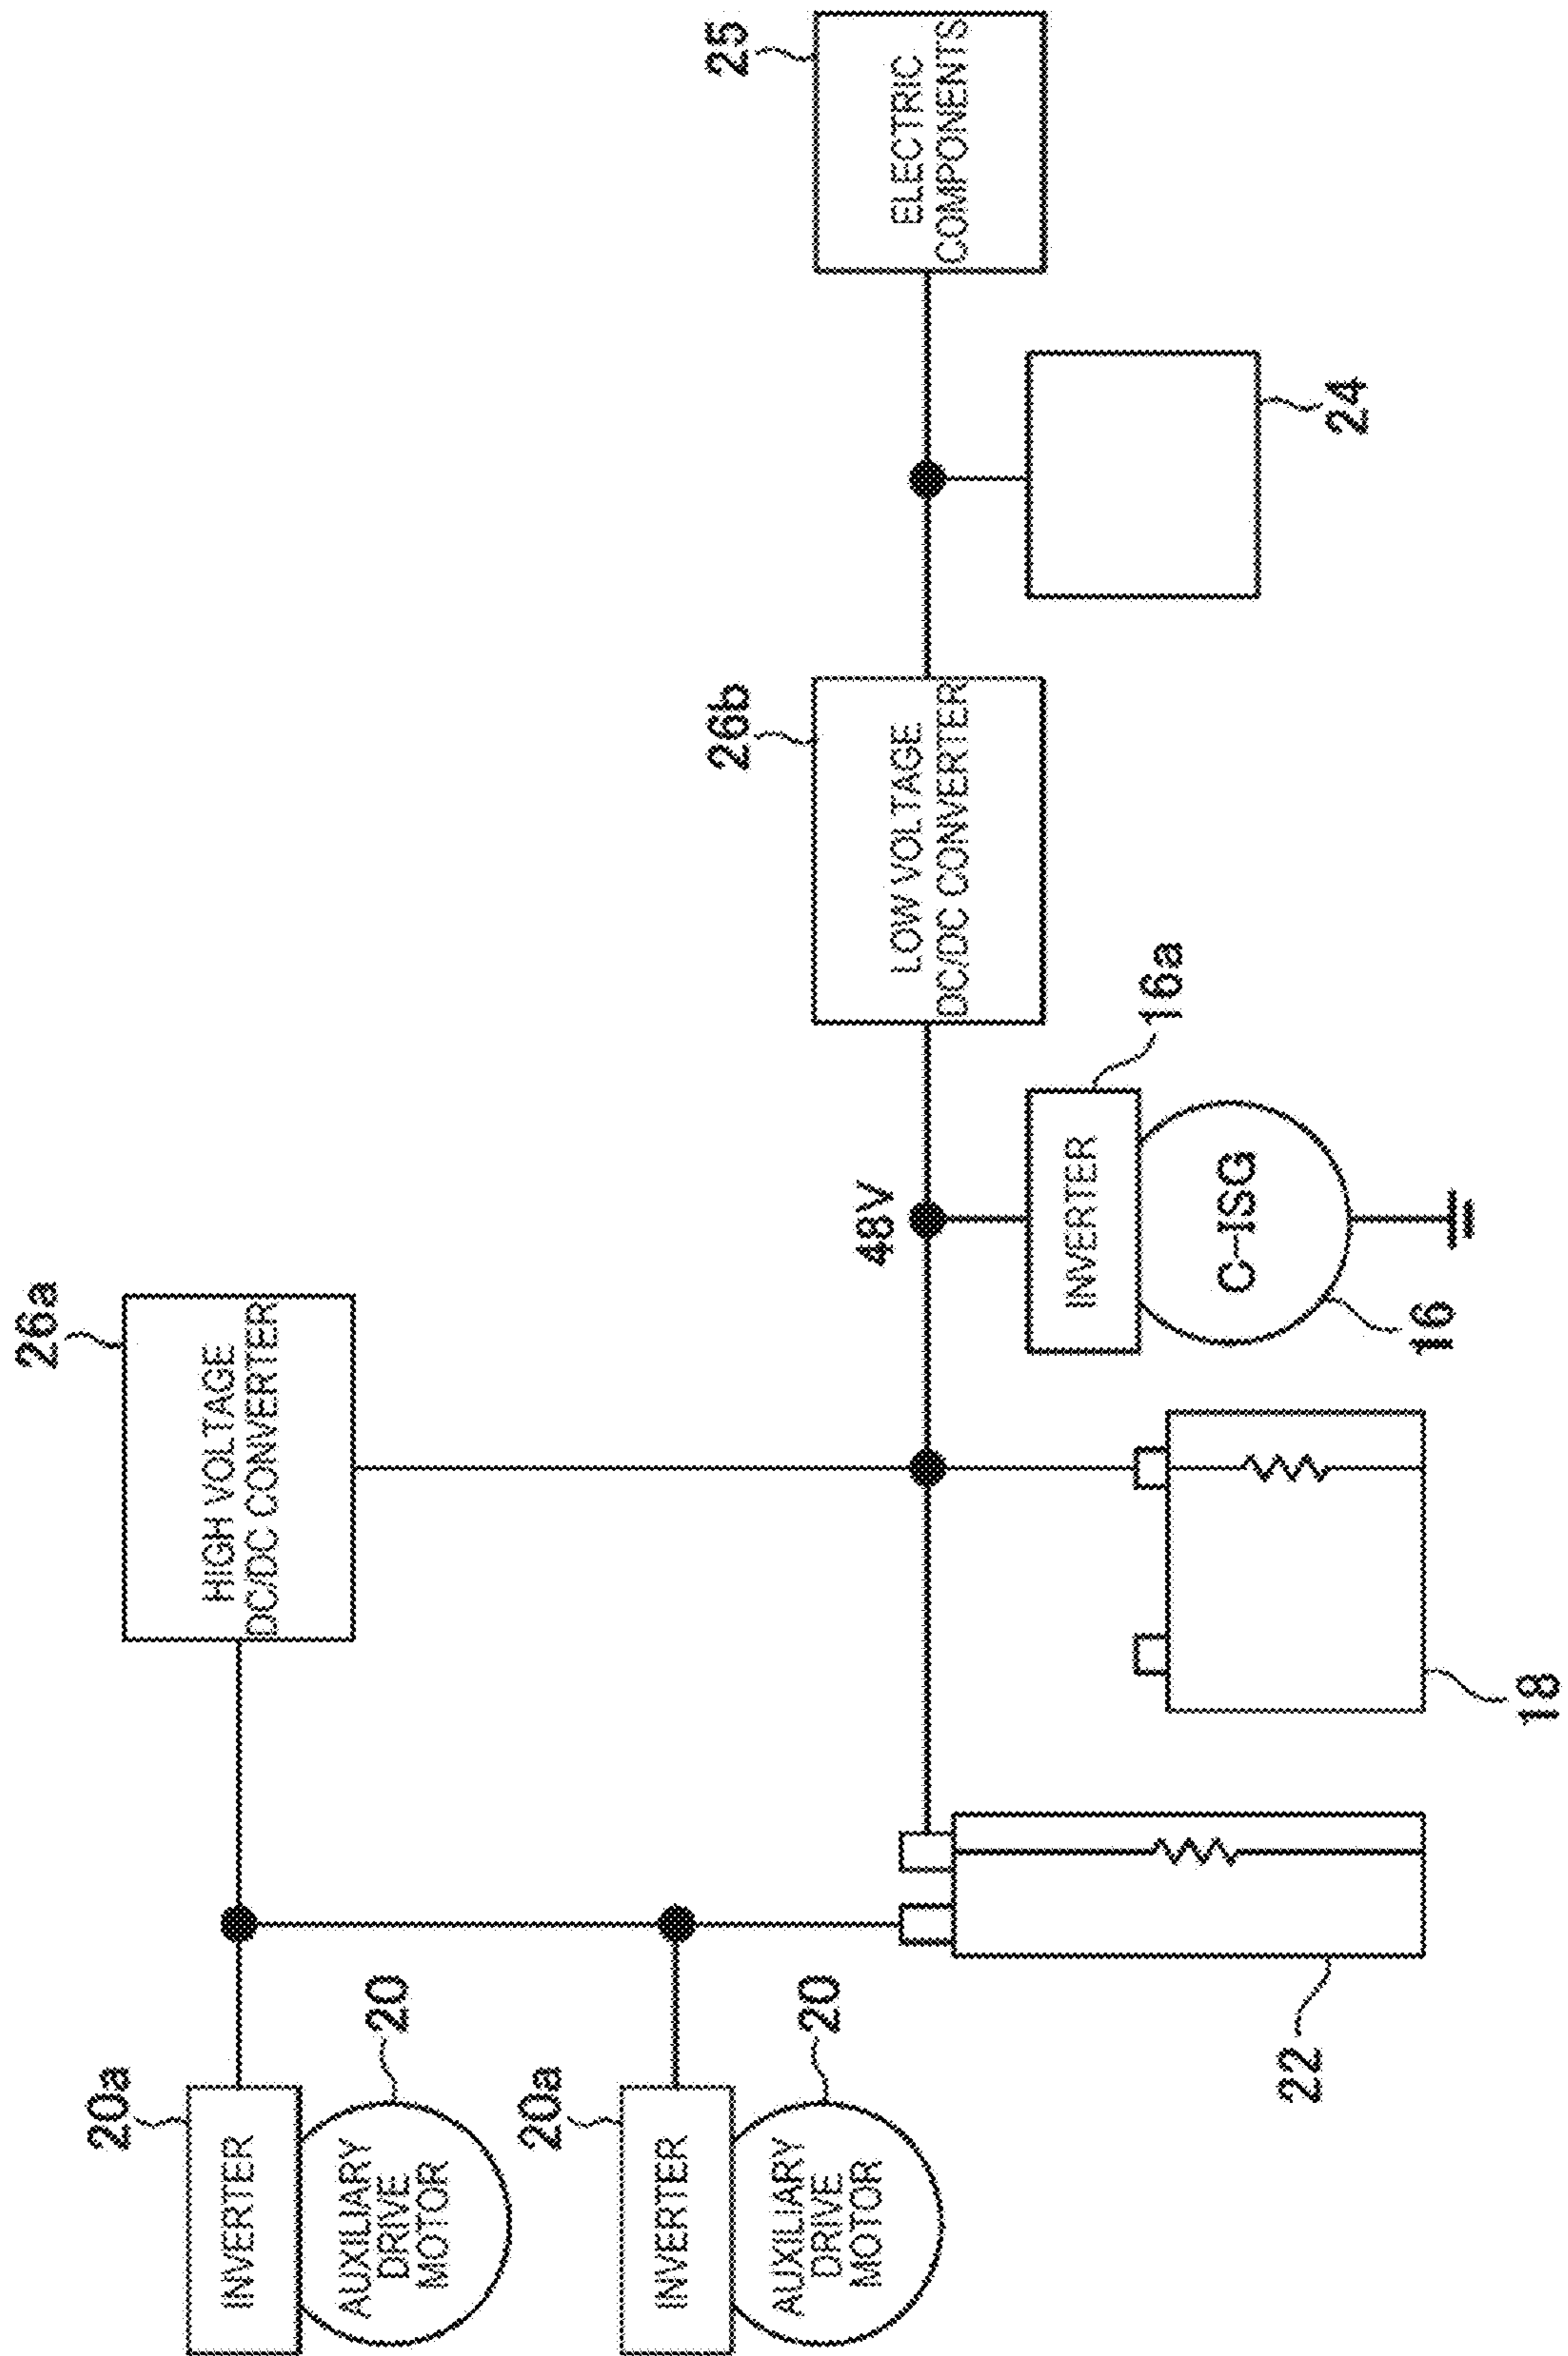 20a
INVERTER
AUXILIARY
DRIVE
MOTOR
20
26a
HIGH VOLTAGE
DC/DC CONVERTER
20a
INVERTER
AUXILIARY
DRIVE
MOTOR
20
48V
26b
LOW VOLTAGE
DC/DC CONVERTER
25
ELECTRIC
COMPONENTS
22
18
INVERTER
16a
C-ISG
16
24